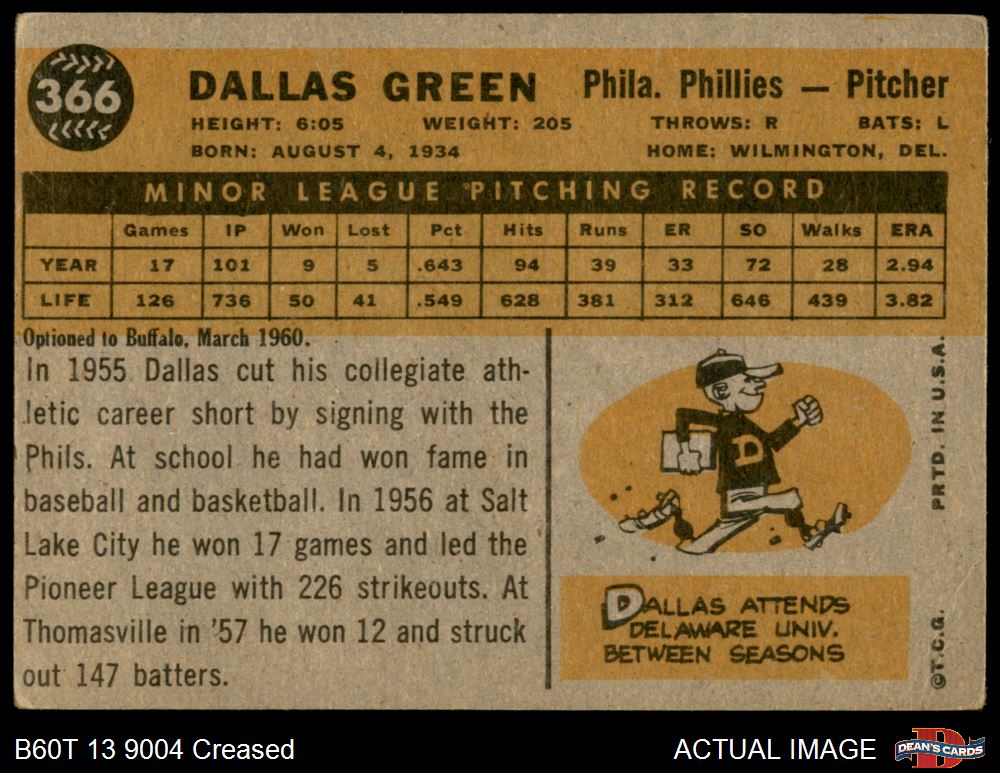 366
DALLAS GREEN Phila. Phillies — Pitcher
HEIGHT: 6:05 WEIGHT: 205 THROWS: R BATS: L
BORN: AUGUST 4, 1934 HOME: WILMINGTON, DEL.
MINOR LEAGUE PITCHING RECORD
Games IP Won Lost Pct Hits Runs ER SO Walks ERA
YEAR 17 101 9 5 .643 94 39 33 72 28 2.94
LIFE 126 736 50 41 .549 628 381 312 646 439 3.82
Optioned to Buffalo, March 1960.
In 1955 Dallas cut his collegiate ath-
letic career short by signing with the
Phils. At school he had won fame in
baseball and basketball. In 1956 at Salt
Lake City he won 17 games and led the
Pioneer League with 226 strikeouts. At
Thomasville in '57 he won 12 and struck
out 147 batters.
D
DALLAS ATTENDS
DELAWARE UNIV.
BETWEEN SEASONS
PRTD. IN U.S.A.
©T.C.G.
B60T 13 9004 Creased
ACTUAL IMAGE
D
DEAN'S CARDS